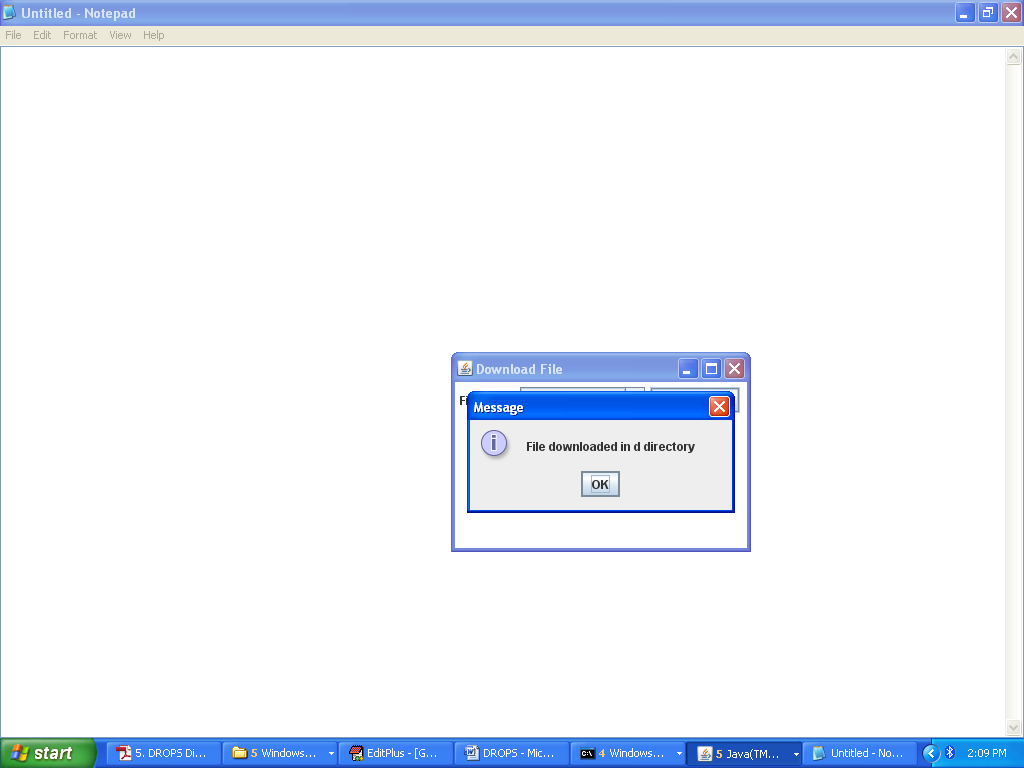 Untitled - Notepad
File Edit Format View Help
Download File
Message
File downloaded in d directory
OK
start
5. DROPS Di...
5 Windows...
EditPlus - [G...
DROPS - Mic...
4 Windows...
5 Java(TM...
Untitled - No...
2:09 PM